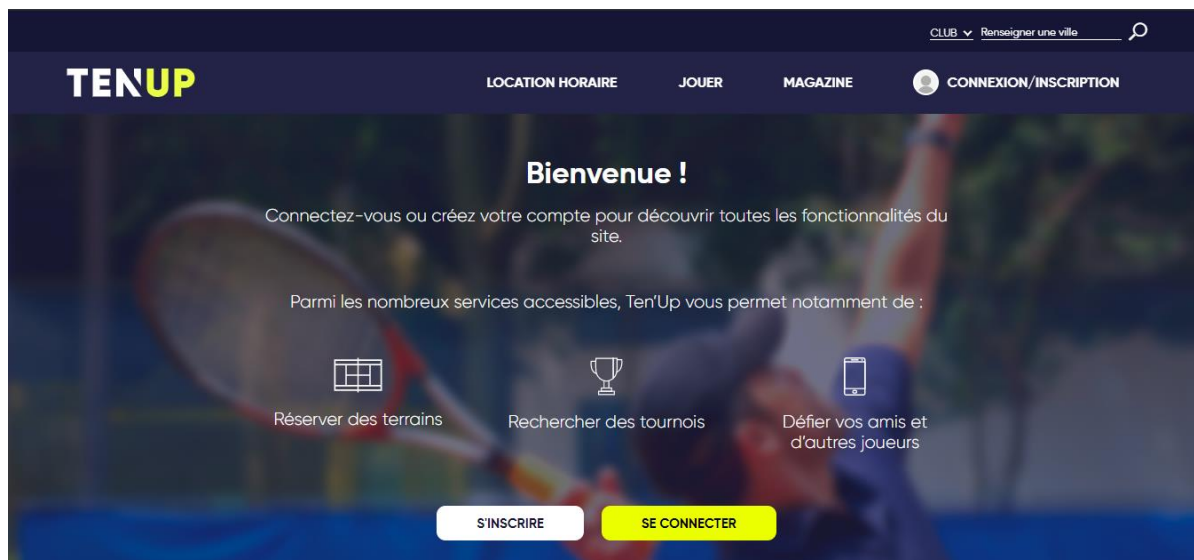 CLUB Renseigner une ville
TEN'UP LOCATION HORAIRE JOUER MAGAZINE CONNEXION/INSCRIPTION
Bienvenue !
Connectez-vous ou créez votre compte pour découvrir toutes les fonctionnalités du
site.
Parmi les nombreux services accessibles, Ten'Up vous permet notamment de :
Réserver des terrains
Rechercher des tournois
Défier vos amis et
d'autres joueurs
S'INSCRIRE SE CONNECTER